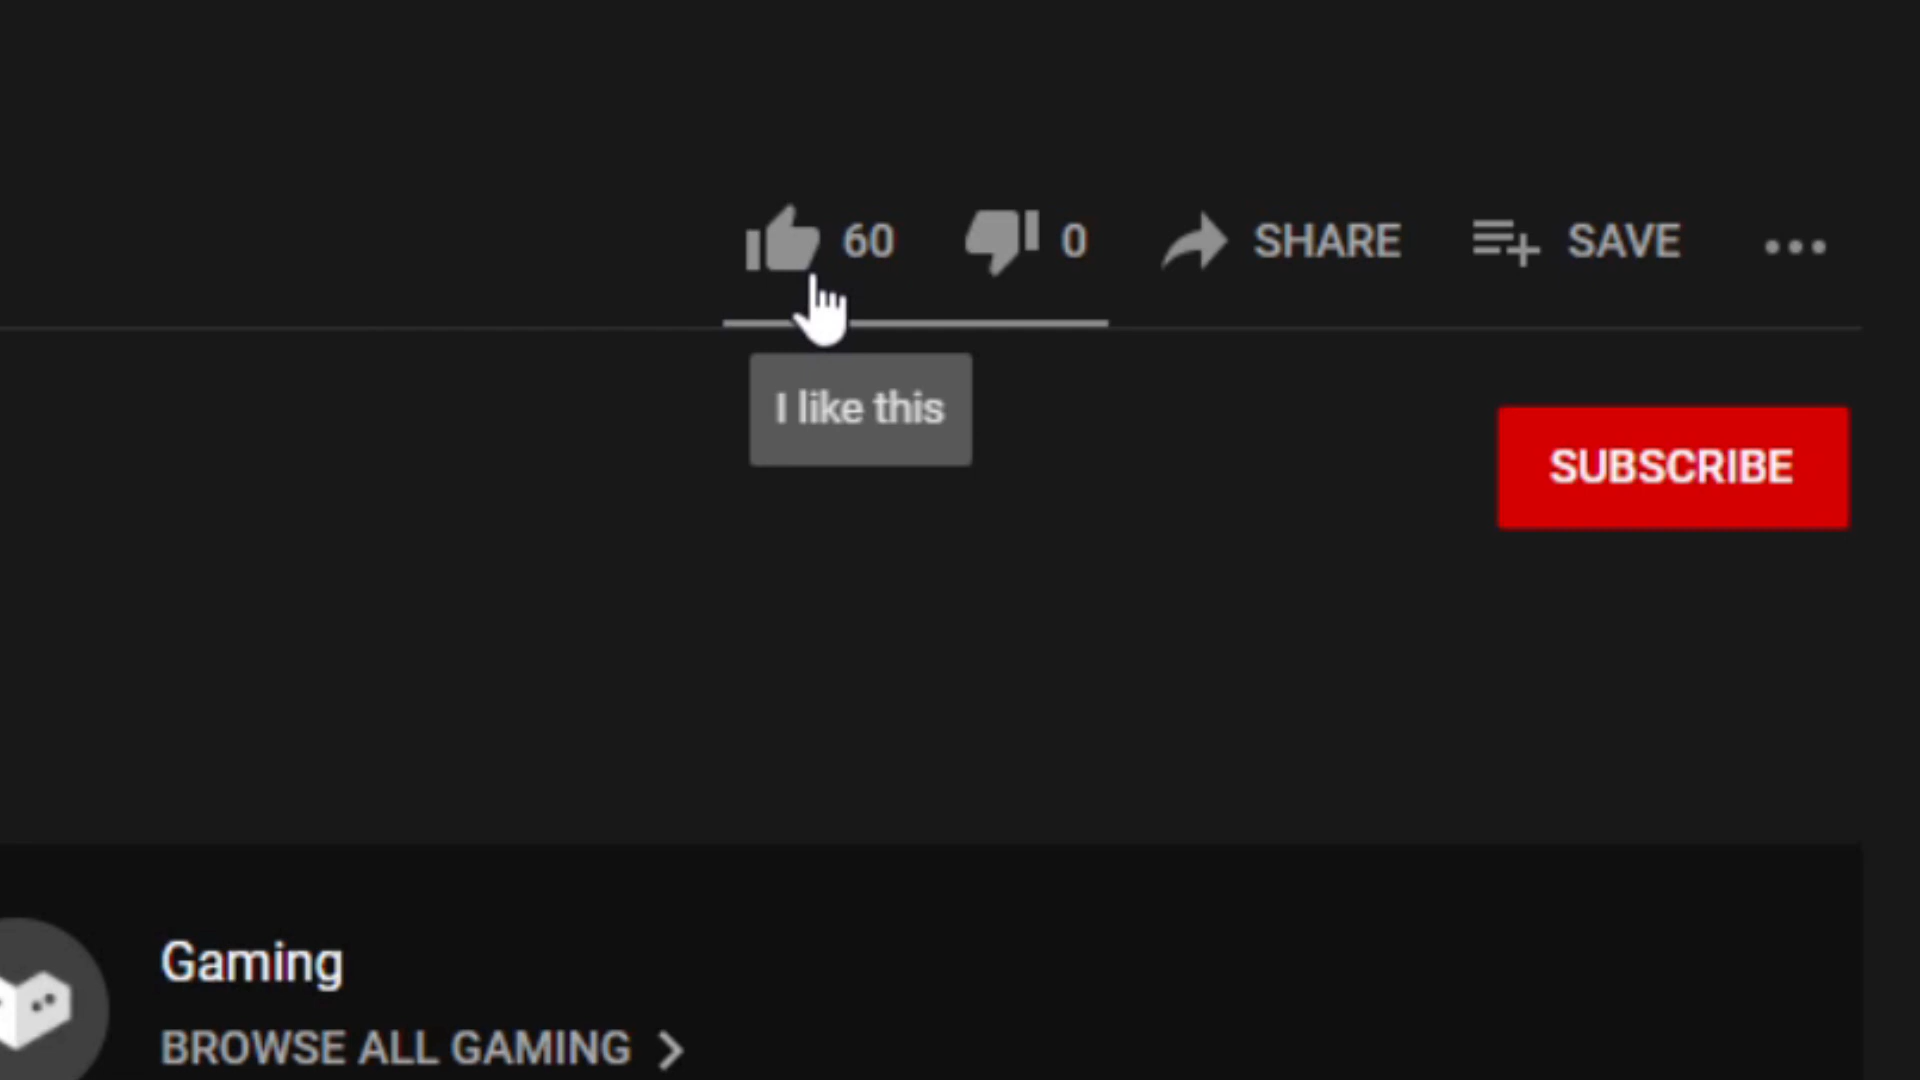 60 0 SHARE SAVE
I like this
SUBSCRIBE
Gaming
BROWSE ALL GAMING